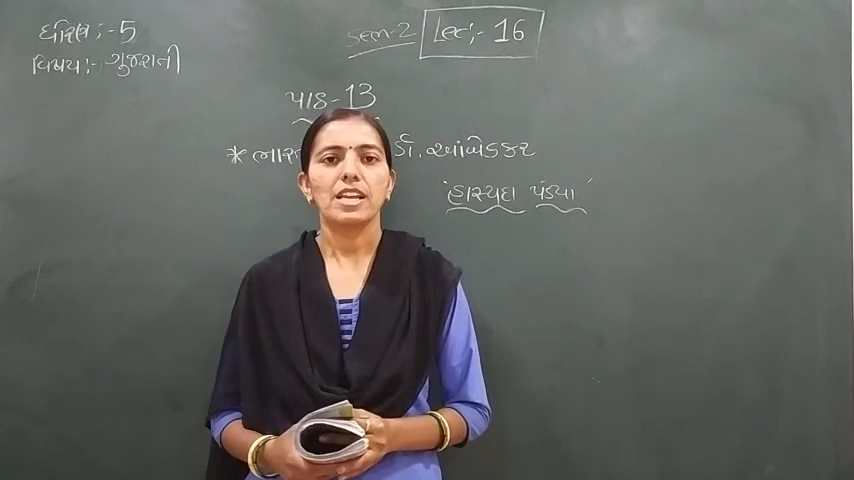 ધોરણ :- 5
વિષય :- ગુજરાતી
sem-2
Lec :- 16
પાઠ - 13
* ભાર ડૉ. આંબેડકર
'હાસ્યદા પંડ્યા'